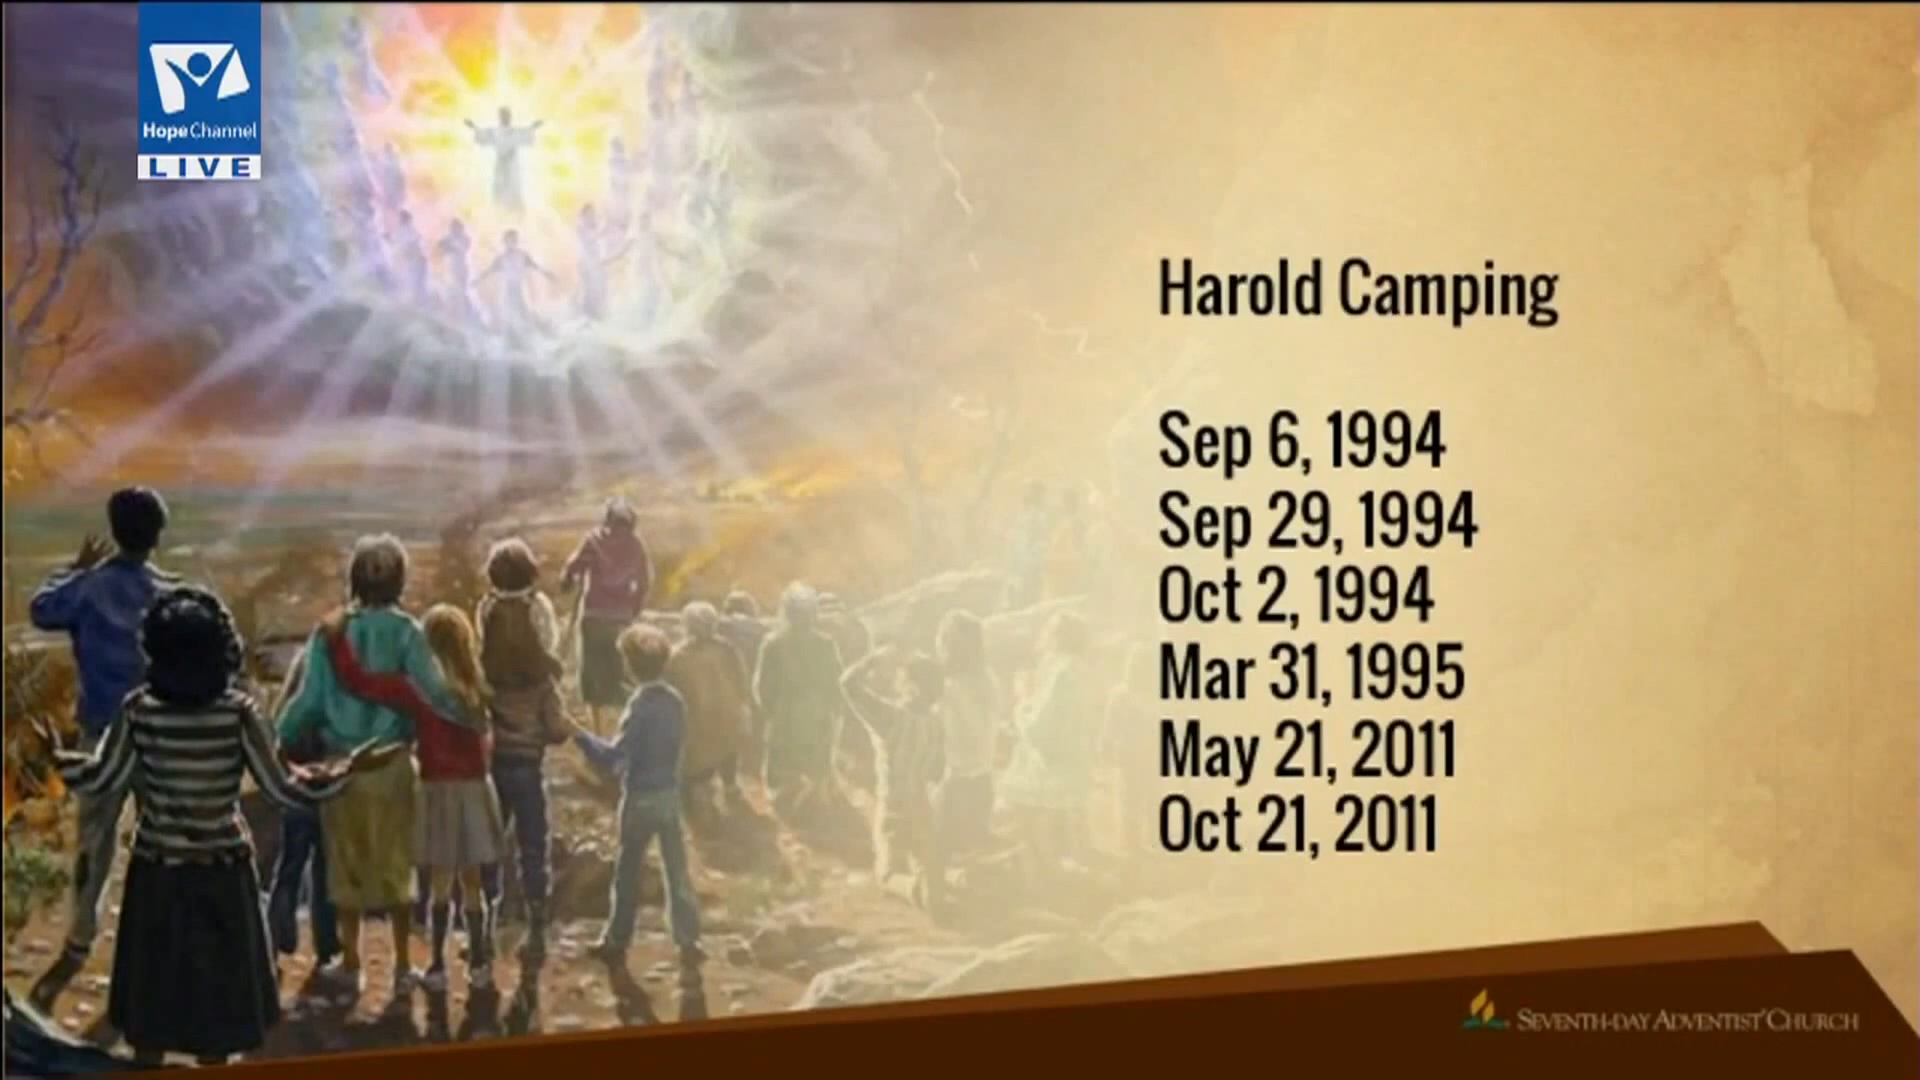 Hope Channel
LIVE
Harold Camping
Sep 6, 1994
Sep 29, 1994
Oct 2, 1994
Mar 31, 1995
May 21, 2011
Oct 21, 2011
SEVENTH-DAY ADVENTIST CHURCH